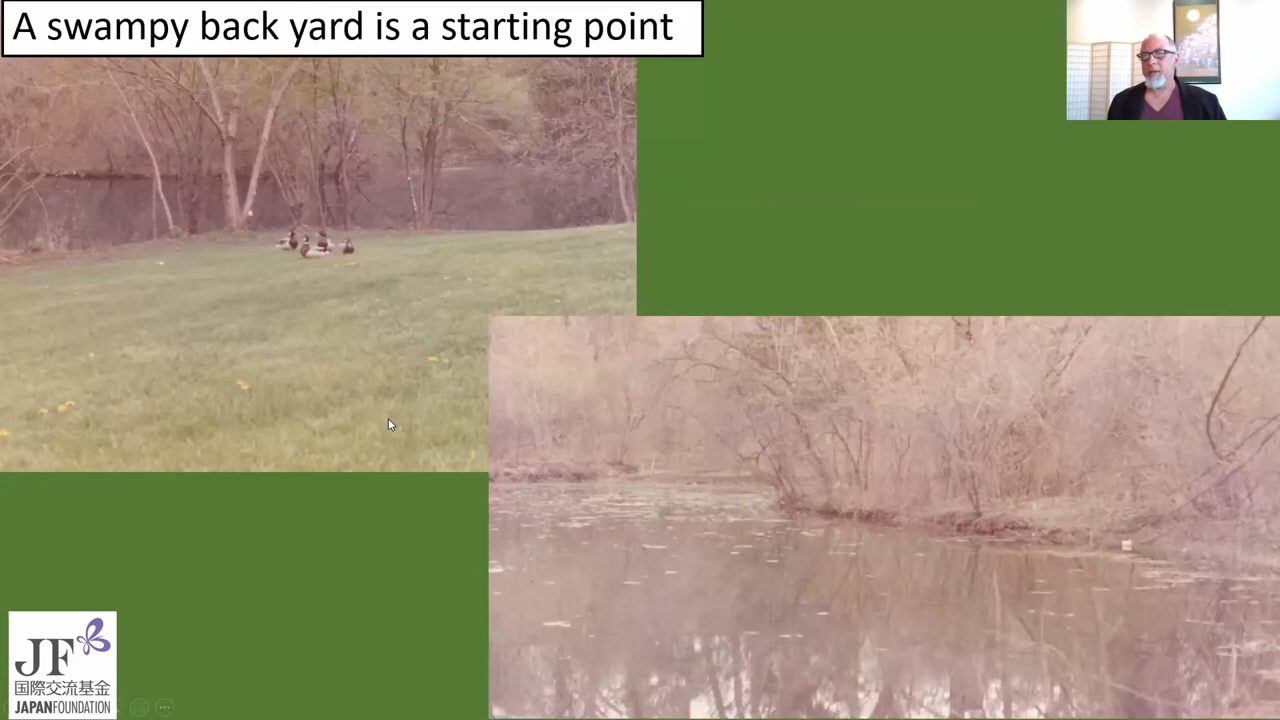 A swampy back yard is a starting point
JF
国際交流基金
JAPANFOUNDATION